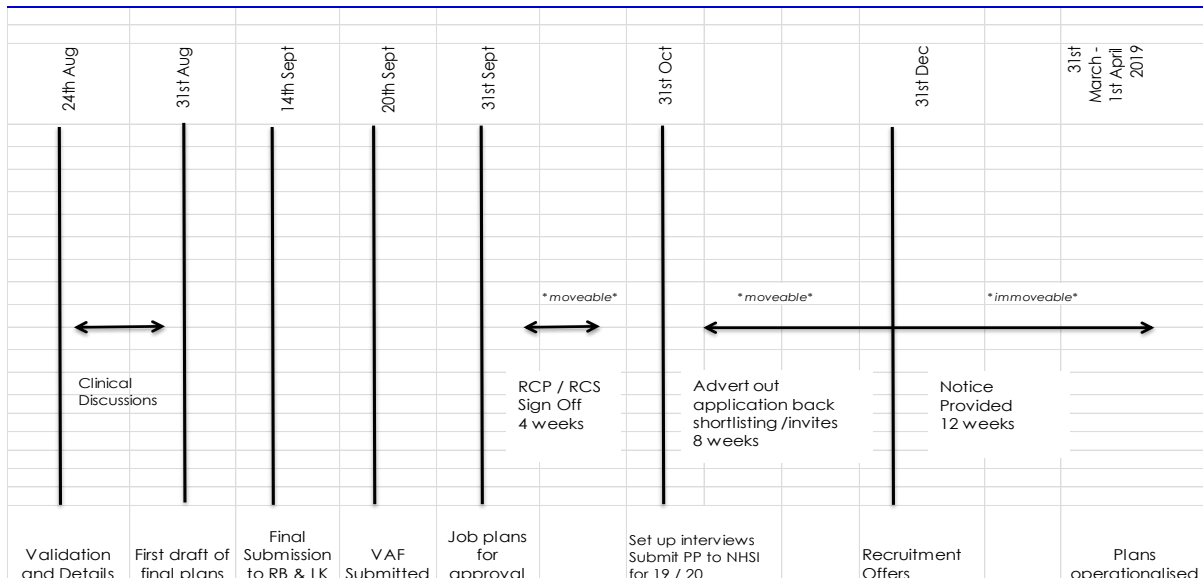 24th Aug
31st Aug
14th Sept
20th Sept
31st Sept
31st Oct
31st Dec
31st
March -
1st April
2019
*moveable*
*moveable*
*immoveable*
Clinical
Discussions
RCP / RCS
Sign Off
4 weeks
Advert out
application back
shortlisting /invites
8 weeks
Notice
Provided
12 weeks
Validation
and Details
First draft of
final plans
Final
Submission
to RB & LK
VAF
Submitted
Job plans
for
approval
Set up interviews
Submit PP to NHSI
for 19 / 20
Recruitment
Offers
Plans
operationalised